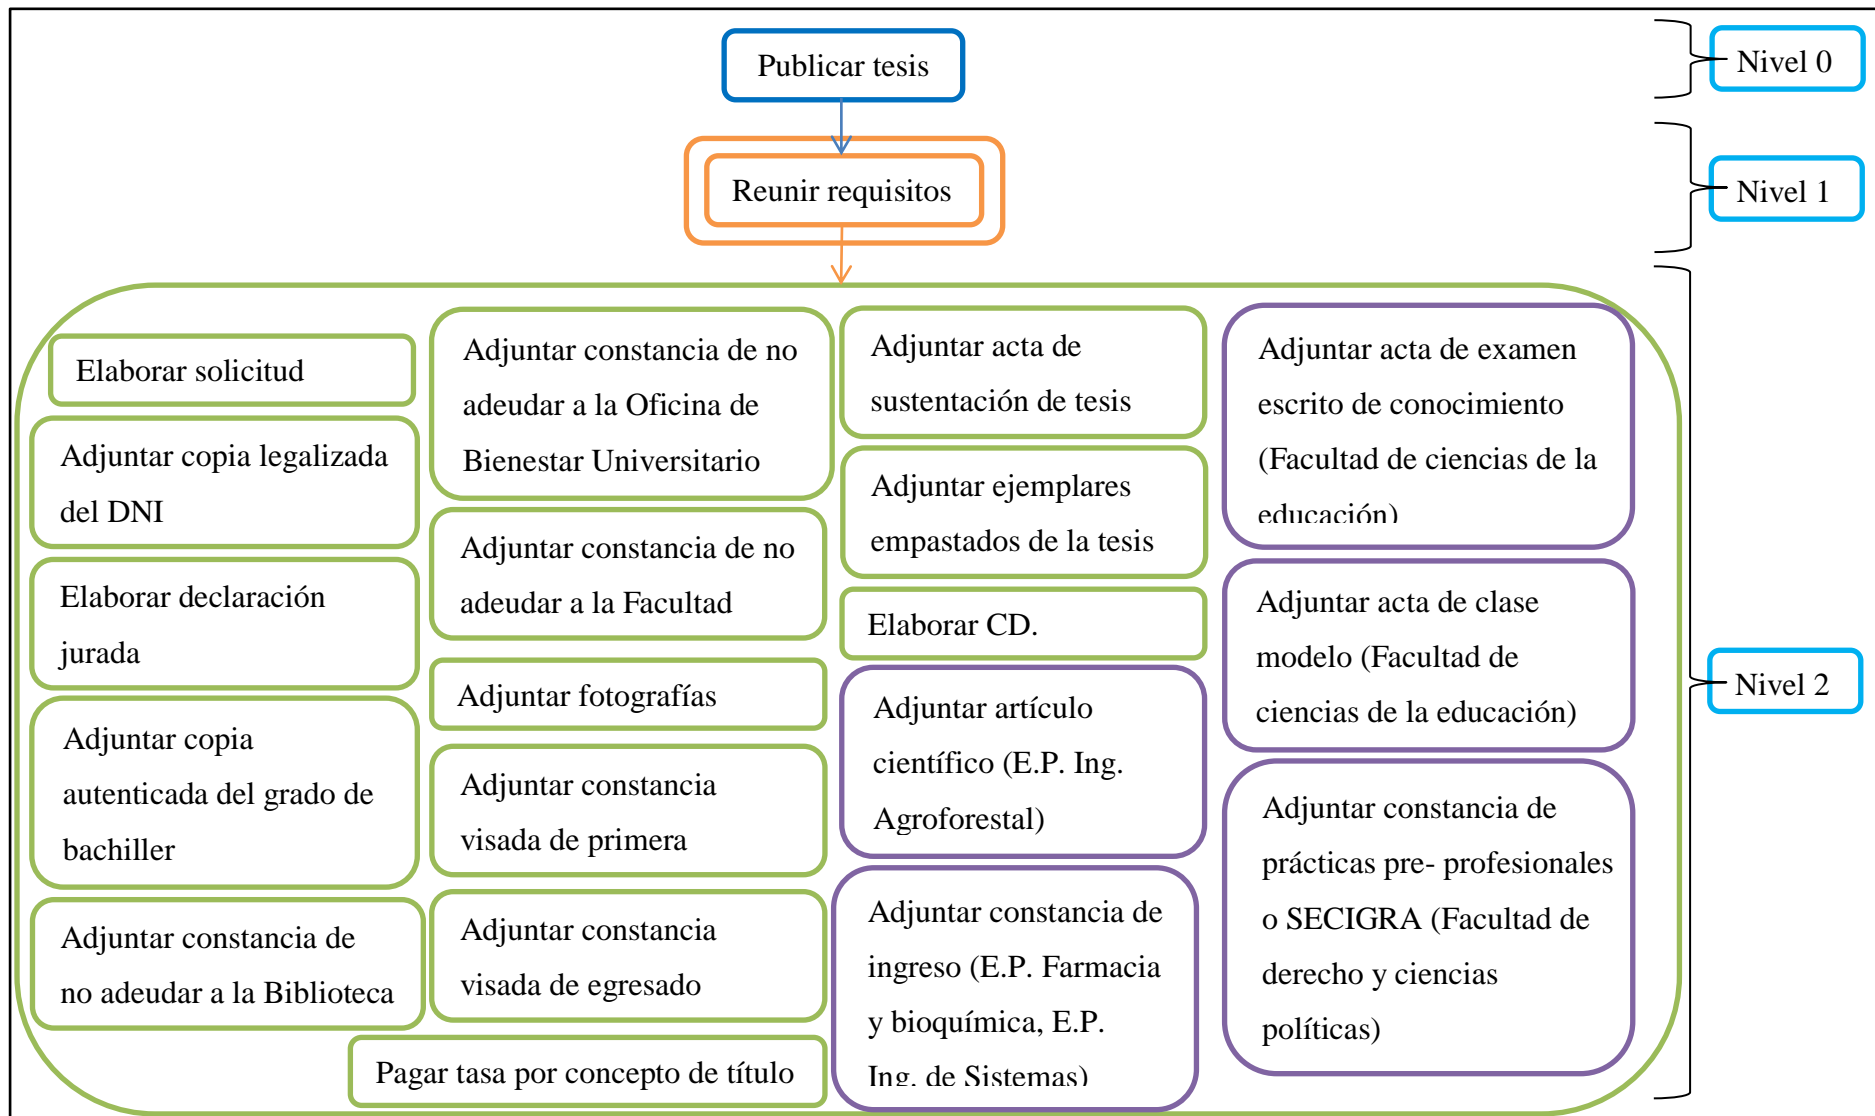 Publicar tesis
Nivel 0
Reunir requisitos
Nivel 1
Elaborar solicitud
Adjuntar copia legalizada
del DNI
Elaborar declaración
jurada
Adjuntar copia
autenticada del grado de
bachiller
Adjuntar constancia de
no adeudar a la Biblioteca
Adjuntar constancia de no
adeudar a la Oficina de
Bienestar Universitario
Adjuntar constancia de no
adeudar a la Facultad
Adjuntar fotografías
Adjuntar constancia
visada de primera
Adjuntar constancia
visada de egresado
Pagar tasa por concepto de título
Adjuntar acta de
sustentación de tesis
Adjuntar ejemplares
empastados de la tesis
Elaborar CD.
Adjuntar artículo
científico (E.P. Ing.
Agroforestal)
Adjuntar constancia de
ingreso (E.P. Farmacia
y bioquímica, E.P.
Ing. de Sistemas)
Adjuntar acta de examen
escrito de conocimiento
(Facultad de ciencias de la
educación)
Adjuntar acta de clase
modelo (Facultad de
ciencias de la educación)
Adjuntar constancia de
prácticas pre- profesionales
o SECIGRA (Facultad de
derecho y ciencias
políticas)
Nivel 2